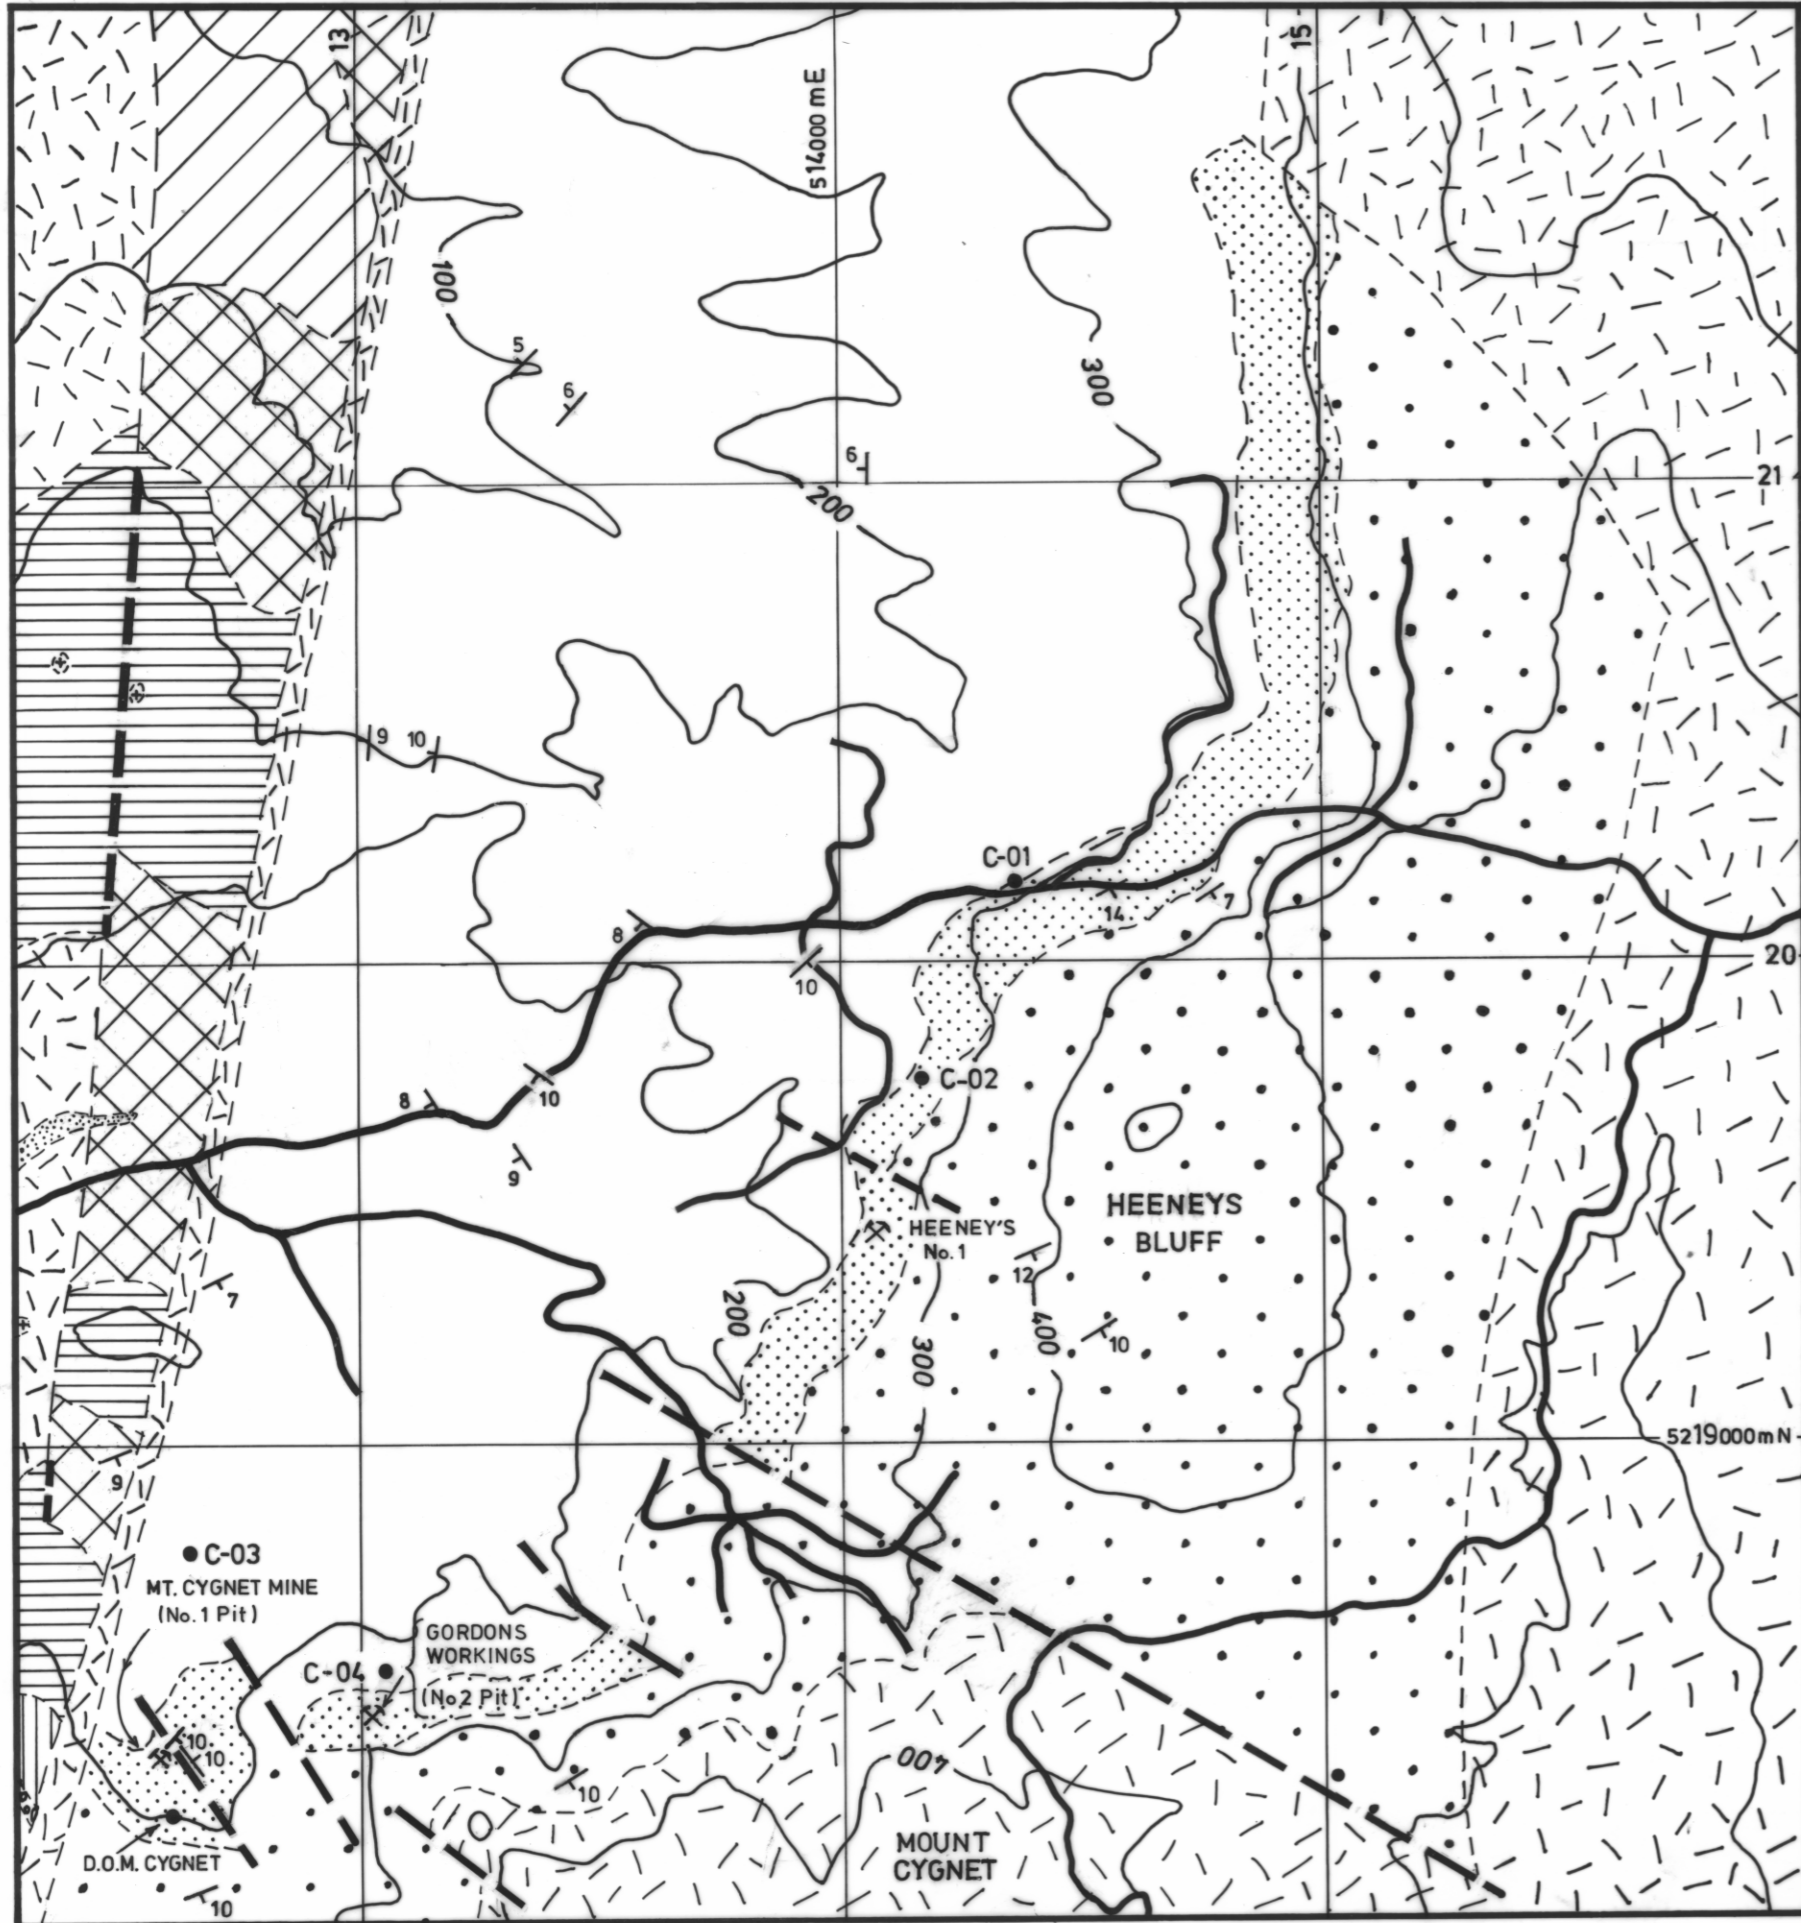 13
514000 mE
15
100
5
6
300
6
21
200
9
10
C-01
14
7
8
20
10
C-02
8
10
9
HEENEYS
BLUFF
HEENEY'S
No. 1
12
7
200
300
400
10
5219000mN
9
C-03
MT. CYGNET MINE
(No. 1 Pit)
GORDONS
WORKINGS
(No 2 Pit)
C-04
10
10
10
400
MOUNT
CYGNET
D.O.M. CYGNET
10